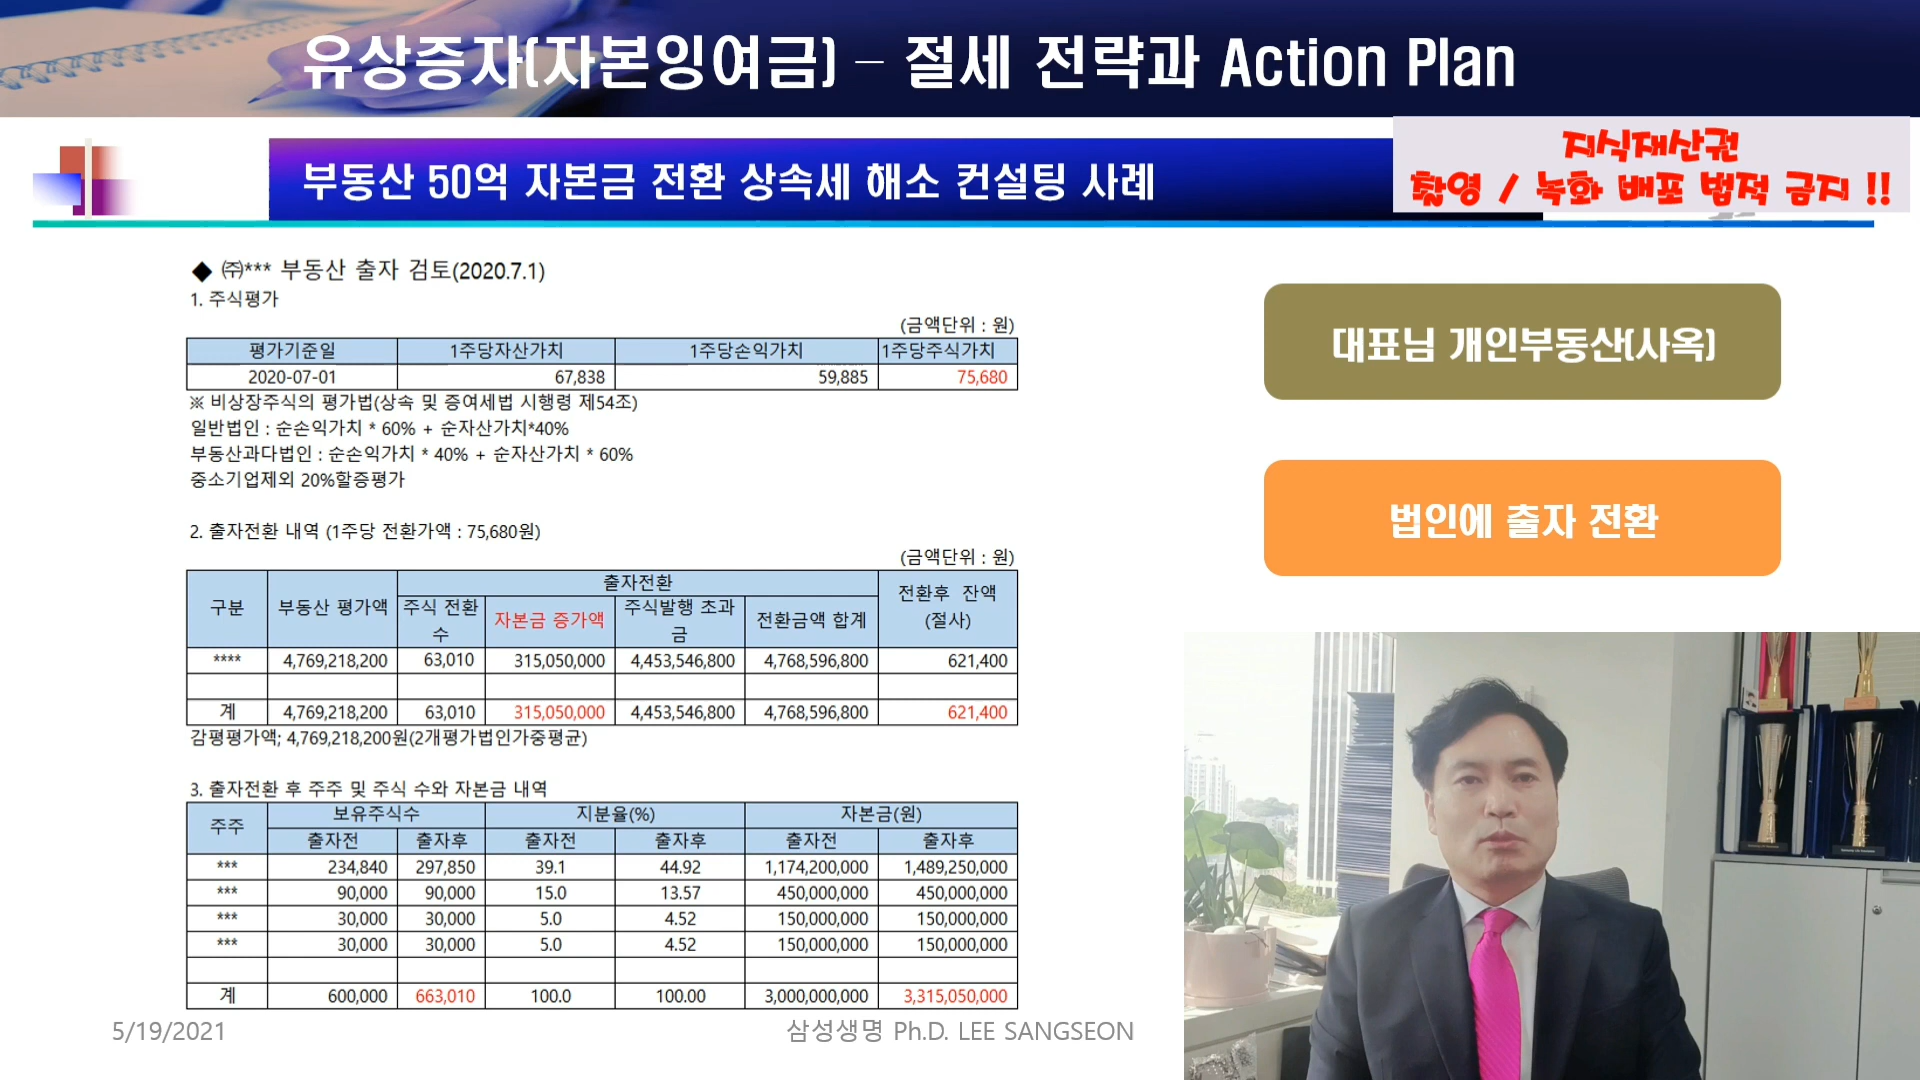 유상증자(자본잉여금) – 절세 전략과 Action Plan
부동산 50억 자본금 전환 상속세 해소 컨설팅 사례
지식재산권
촬영 / 녹화 배포 법적 금지 !!
◆ ㈜*** 부동산 출자 검토(2020.7.1)
1. 주식평가
(금액단위 : 원)
평가기준일 1주당자산가치 1주당손익가치 1주당주식가치
2020-07-01 67,838 59,885 75,680
※ 비상장주식의 평가법(상속 및 증여세법 시행령 제54조)
일반법인 : 순손익가치 * 60% + 순자산가치*40%
부동산과다법인 : 순손익가치 * 40% + 순자산가치 * 60%
중소기업제외 20%할증평가
2. 출자전환 내역 (1주당 전환가액 : 75,680원)
(금액단위 : 원)
구분 부동산 평가액 출자전환 전환후 잔액
(절사)
주식 전환수 자본금 증가액 주식발행 초과금 전환금액 합계
**** 4,769,218,200 63,010 315,050,000 4,453,546,800 4,768,596,800 621,400
계 4,769,218,200 63,010 315,050,000 4,453,546,800 4,768,596,800 621,400
감평평가액; 4,769,218,200원(2개평가법인가중평균)
3. 출자전환 후 주주 및 주식 수와 자본금 내역
주주 보유주식수 지분율(%) 자본금(원)
출자전 출자후 출자전 출자후 출자전 출자후
*** 234,840 297,850 39.1 44.92 1,174,200,000 1,489,250,000
*** 90,000 90,000 15.0 13.57 450,000,000 450,000,000
*** 30,000 30,000 5.0 4.52 150,000,000 150,000,000
*** 30,000 30,000 5.0 4.52 150,000,000 150,000,000
계 600,000 663,010 100.0 100.00 3,000,000,000 3,315,050,000
대표님 개인부동산(사옥)
법인에 출자 전환
5/19/2021
삼성생명 Ph.D. LEE SANGSEON